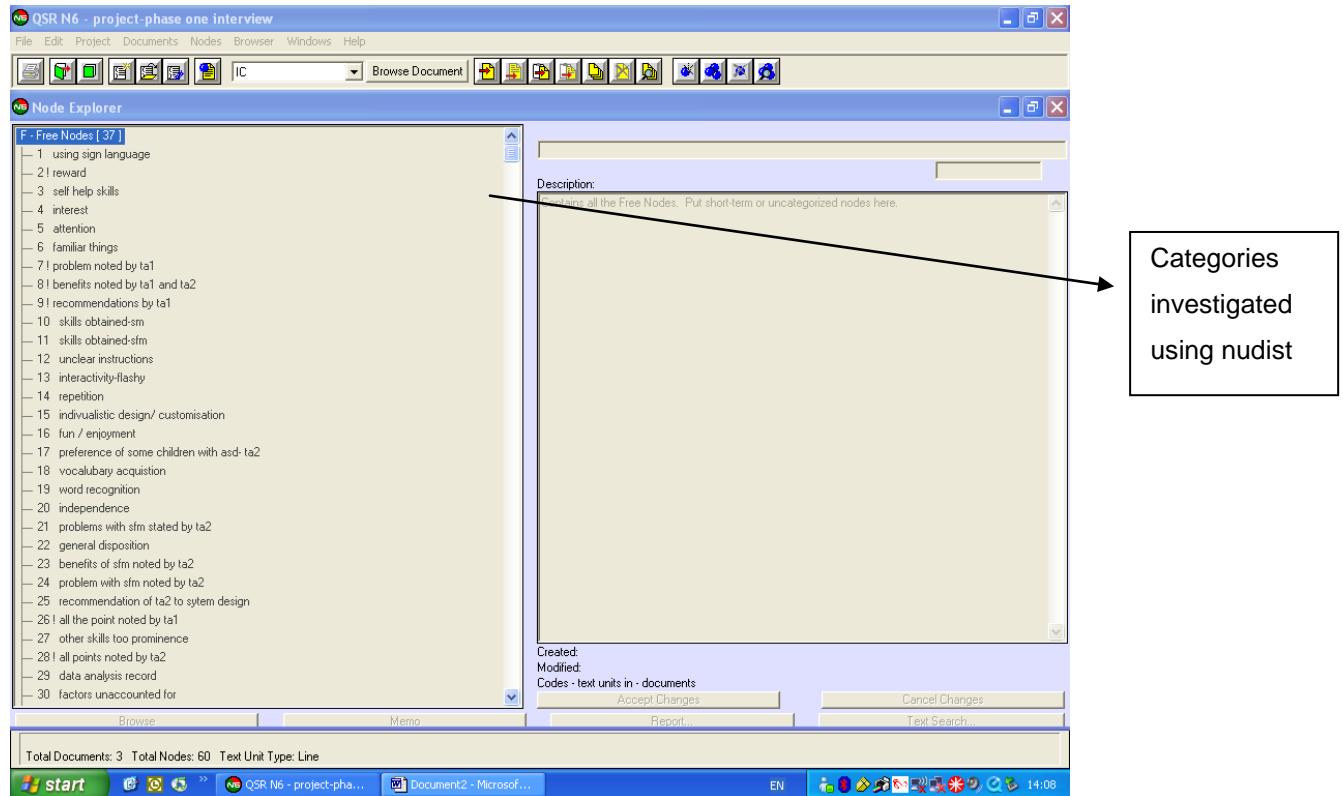 QSR N6 - project-phase one interview
File Edit Project Documents Nodes Browser Windows Help
IC
Browse Document
Node Explorer
F - Free Nodes [ 37 ]
1 using sign language
2 ! reward
3 self help skills
4 interest
5 attention
6 familiar things
7 ! problem noted by ta1
8 ! benefits noted by ta1 and ta2
9 ! recommendations by ta1
10 skills obtained-sm
11 skills obtained-sfm
12 unclear instructions
13 interactivity-flashy
14 repetition
15 indivualistic design/ customisation
16 fun / enjoyment
17 preference of some children with asd- ta2
18 vocalubary acquistion
19 word recognition
20 independence
21 problems with sfm stated by ta2
22 general disposition
23 benefits of sfm noted by ta2
24 problem with sfm noted by ta2
25 recommendation of ta2 to sytem design
26 ! all the point noted by ta1
27 other skills too prominence
28 ! all points noted by ta2
29 data analysis record
30 factors unaccounted for
Description:
Contains all the Free Nodes. Put short-term or uncategorized nodes here.
Created:
Modified:
Codes - text units in - documents
Accept Changes
Cancel Changes
Browse
Memo
Report...
Text Search...
Total Documents: 3 Total Nodes: 60 Text Unit Type: Line
start
QSR N6 - project-pha...
Document2 - Microsof...
EN
14:08
Categories
investigated
using nudist